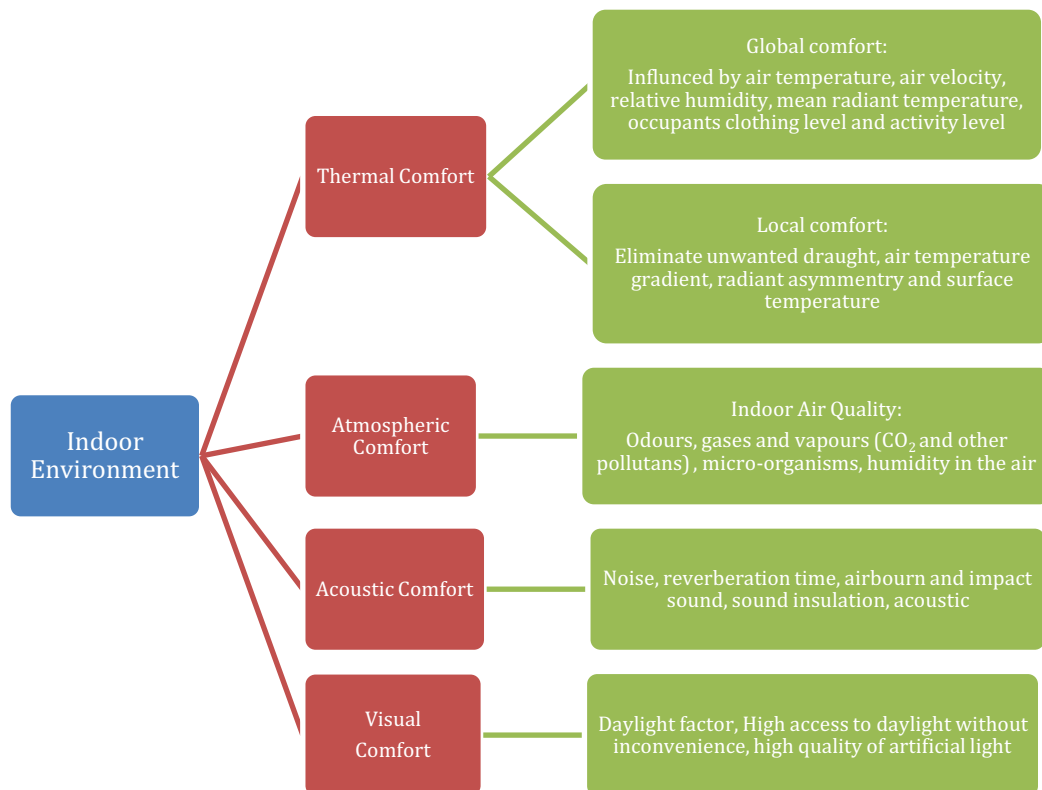 Indoor
Environment
Thermal Comfort
Global comfort:
Influnced by air temperature, air velocity,
relative humidity, mean radiant temperature,
occupants clothing level and activity level
Local comfort:
Eliminate unwanted draught, air temperature
gradient, radiant asymmentry and surface
temperature
Atmospheric
Comfort
Indoor Air Quality:
Odours, gases and vapours (CO₂ and other
pollutans) , micro-organisms, humidity in the air
Acoustic Comfort
Noise, reverberation time, airbourn and impact
sound, sound insulation, acoustic
Visual
Comfort
Daylight factor, High access to daylight without
inconvenience, high quality of artificial light